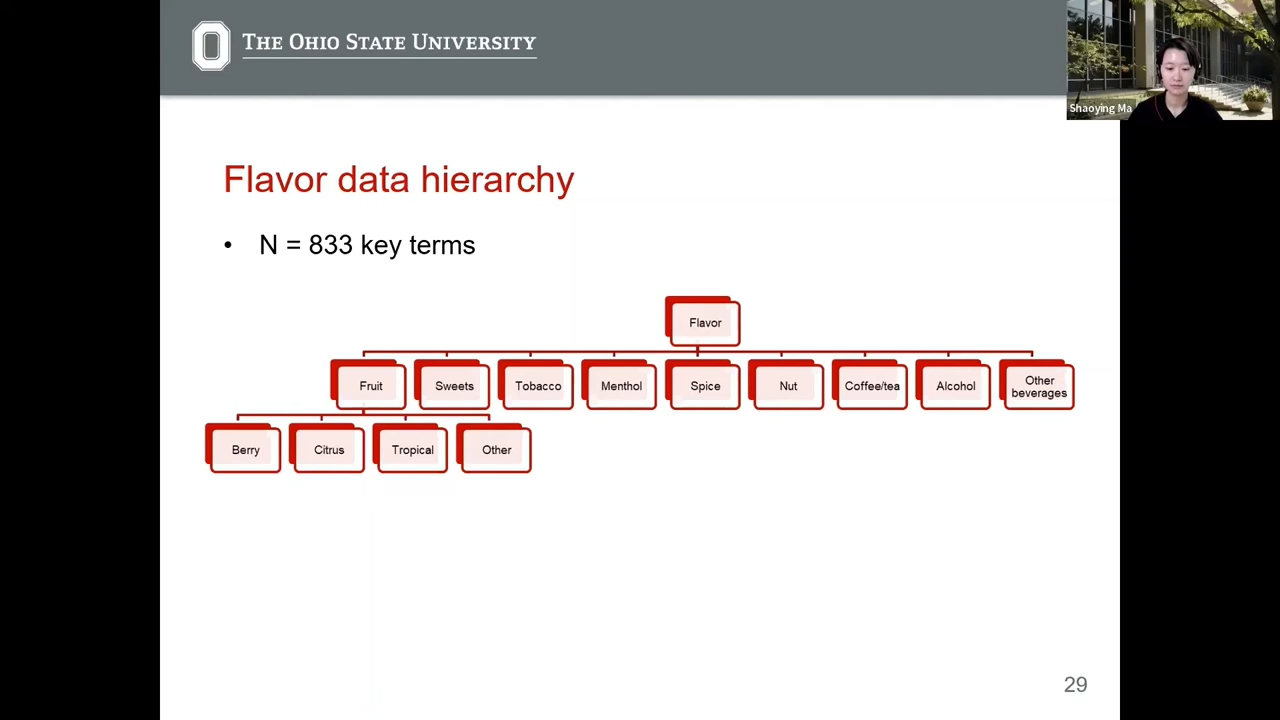 THE OHIO STATE UNIVERSITY
Shaoying Ma
Flavor data hierarchy
• N = 833 key terms
Flavor
Fruit
Sweets
Tobacco
Menthol
Spice
Nut
Coffee/tea
Alcohol
Other
beverages
Berry
Citrus
Tropical
Other
29